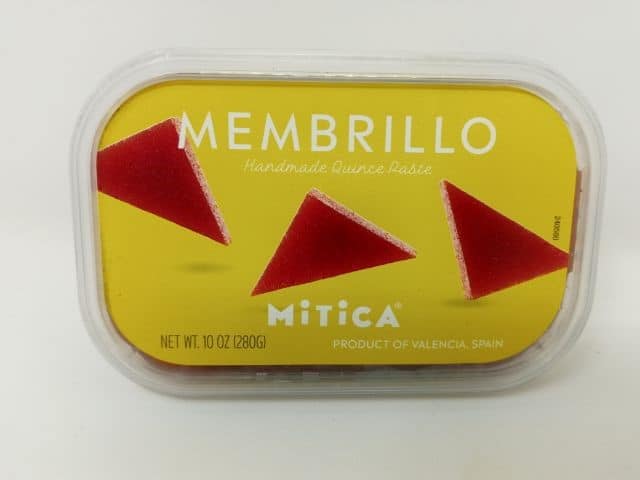 MEMBRILLO
Handmade Quince Paste
MiTiCA®
NET WT. 10 OZ (280G)
PRODUCT OF VALENCIA, SPAIN